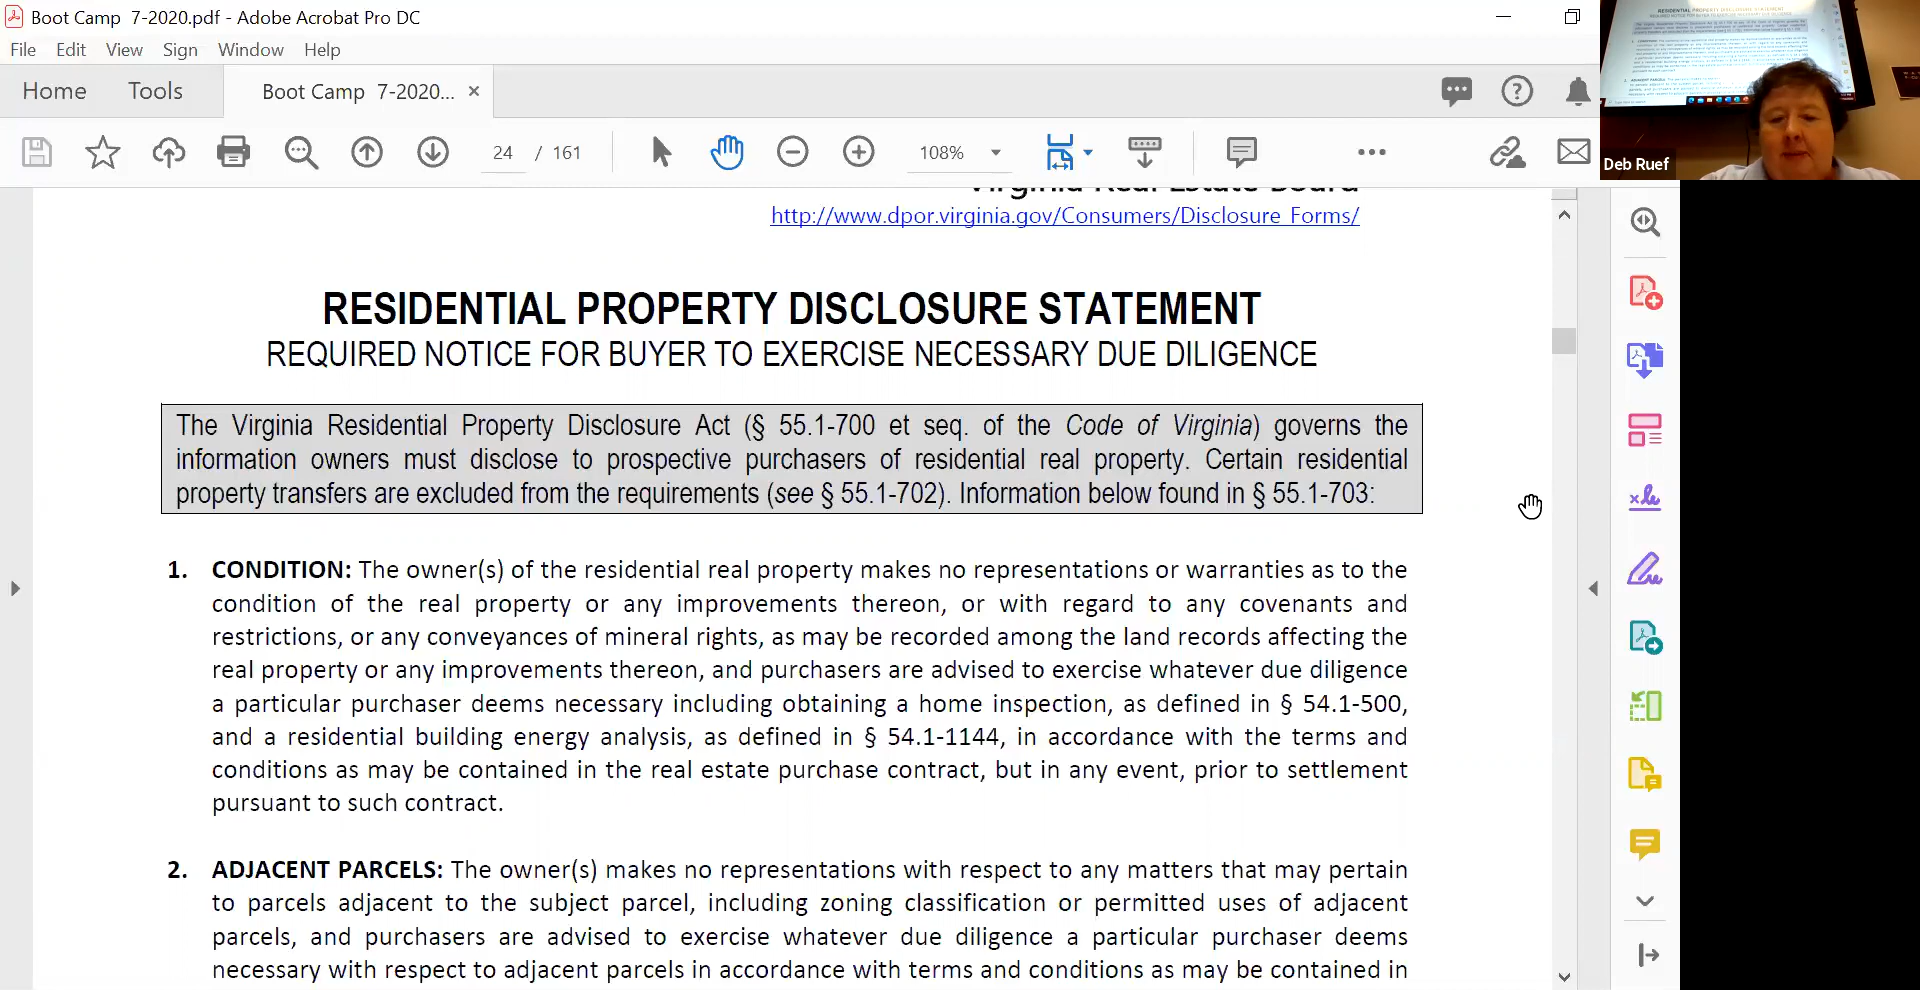 Boot Camp 7-2020.pdf - Adobe Acrobat Pro DC
File Edit View Sign Window Help
Home Tools Boot Camp 7-2020... ×
24 / 161 108%
Deb Ruef
Virginia Real Estate Board
http://www.dpor.virginia.gov/Consumers/Disclosure_Forms/
RESIDENTIAL PROPERTY DISCLOSURE STATEMENT
REQUIRED NOTICE FOR BUYER TO EXERCISE NECESSARY DUE DILIGENCE
The Virginia Residential Property Disclosure Act (§ 55.1-700 et seq. of the Code of Virginia) governs the
information owners must disclose to prospective purchasers of residential real property. Certain residential
property transfers are excluded from the requirements (see § 55.1-702). Information below found in § 55.1-703:
1. CONDITION: The owner(s) of the residential real property makes no representations or warranties as to the
condition of the real property or any improvements thereon, or with regard to any covenants and
restrictions, or any conveyances of mineral rights, as may be recorded among the land records affecting the
real property or any improvements thereon, and purchasers are advised to exercise whatever due diligence
a particular purchaser deems necessary including obtaining a home inspection, as defined in § 54.1-500,
and a residential building energy analysis, as defined in § 54.1-1144, in accordance with the terms and
conditions as may be contained in the real estate purchase contract, but in any event, prior to settlement
pursuant to such contract.
2. ADJACENT PARCELS: The owner(s) makes no representations with respect to any matters that may pertain
to parcels adjacent to the subject parcel, including zoning classification or permitted uses of adjacent
parcels, and purchasers are advised to exercise whatever due diligence a particular purchaser deems
necessary with respect to adjacent parcels in accordance with terms and conditions as may be contained in